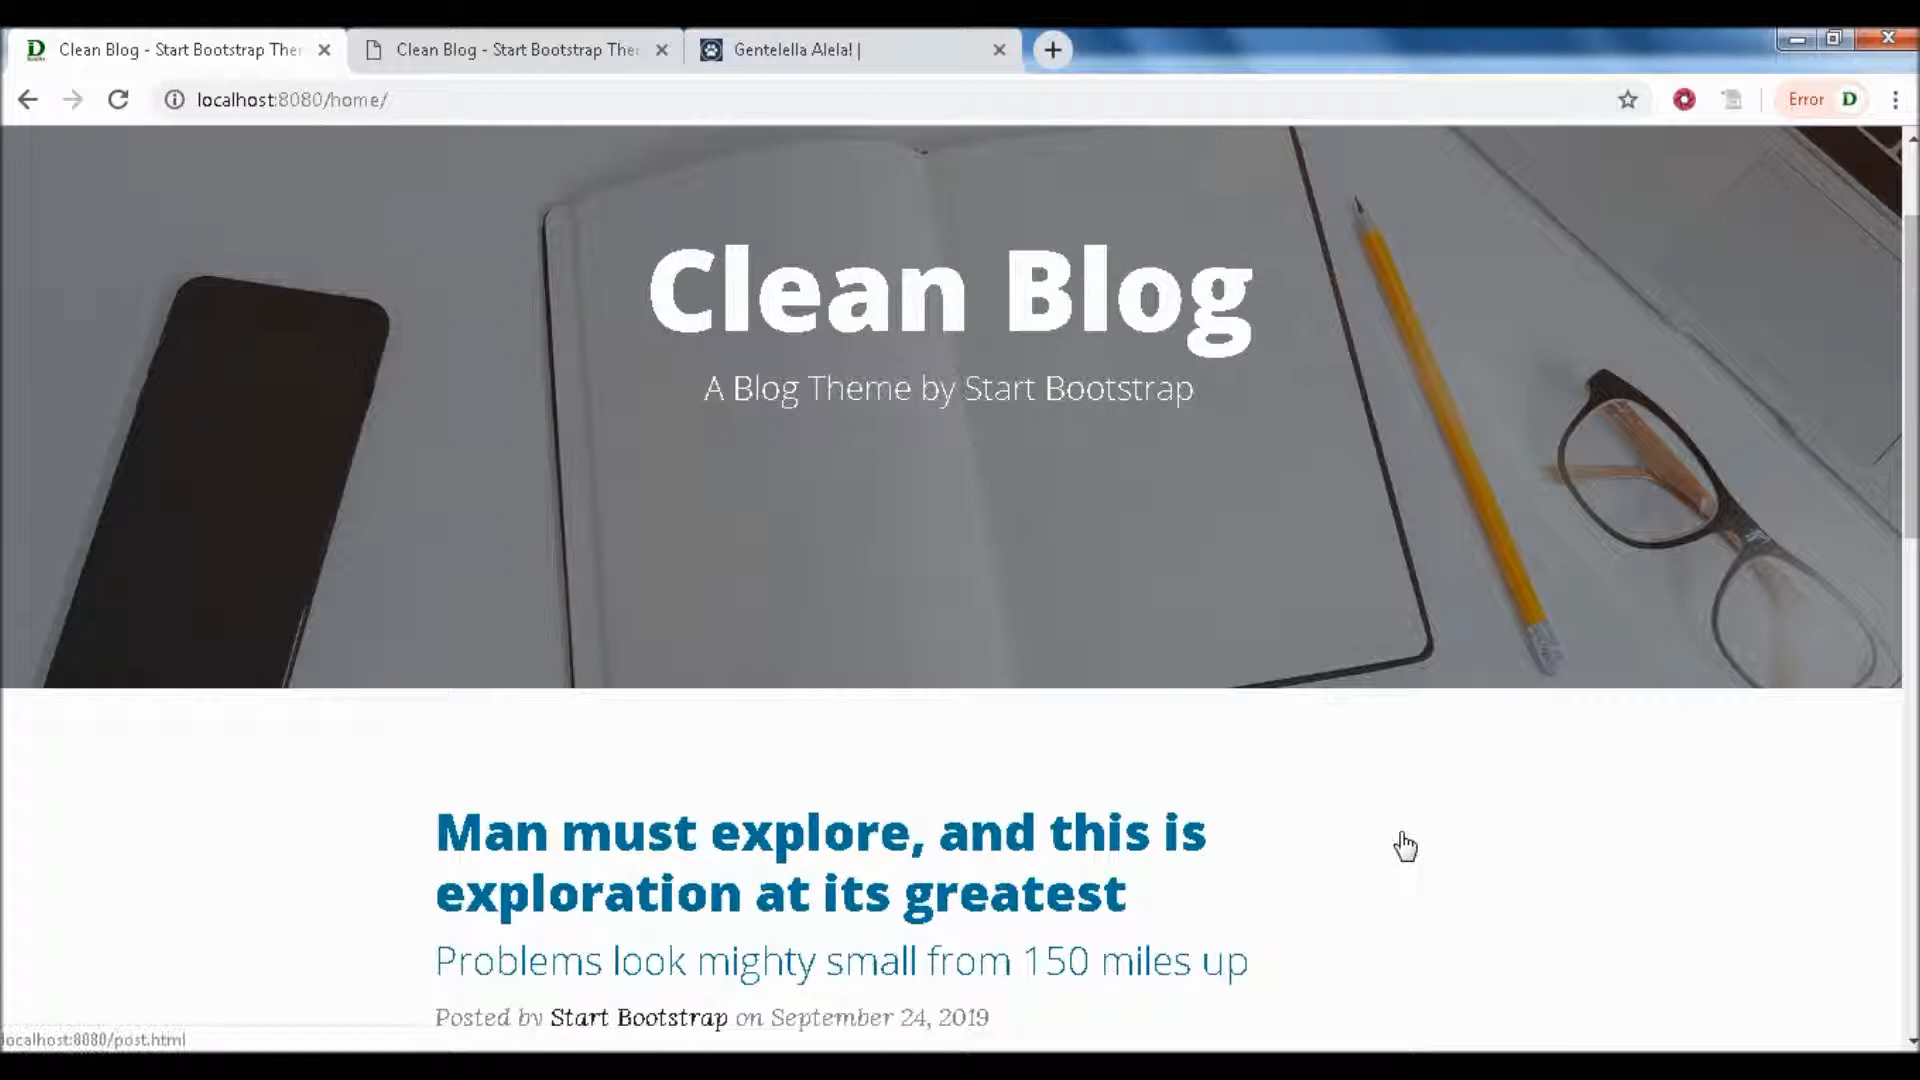 Clean Blog - Start Bootstrap Ther
Clean Blog - Start Bootstrap The
Gentelella Alela! |
localhost:8080/home/
Error D
Clean Blog
A Blog Theme by Start Bootstrap
Man must explore, and this is
exploration at its greatest
Problems look mighty small from 150 miles up
Posted by Start Bootstrap on September 24, 2019
localhost:8080/post.html